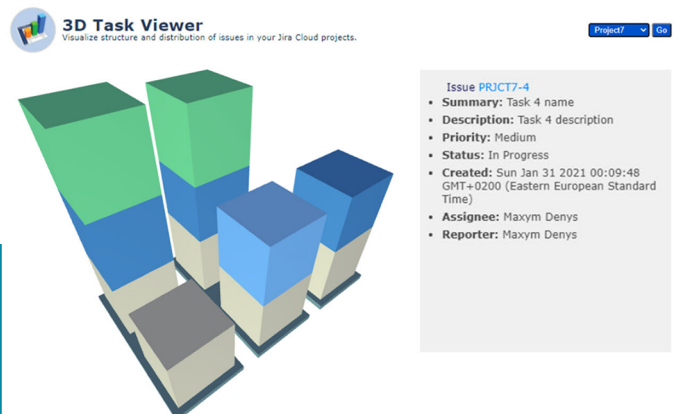 3D Task Viewer
Visualize structure and distribution of issues in your Jira Cloud projects.
Project7
Go
Issue PRJCT7-4
Summary: Task 4 name
Description: Task 4 description
Priority: Medium
Status: In Progress
Created: Sun Jan 31 2021 00:09:48
GMT+0200 (Eastern European Standard
Time)
Assignee: Maxym Denys
Reporter: Maxym Denys